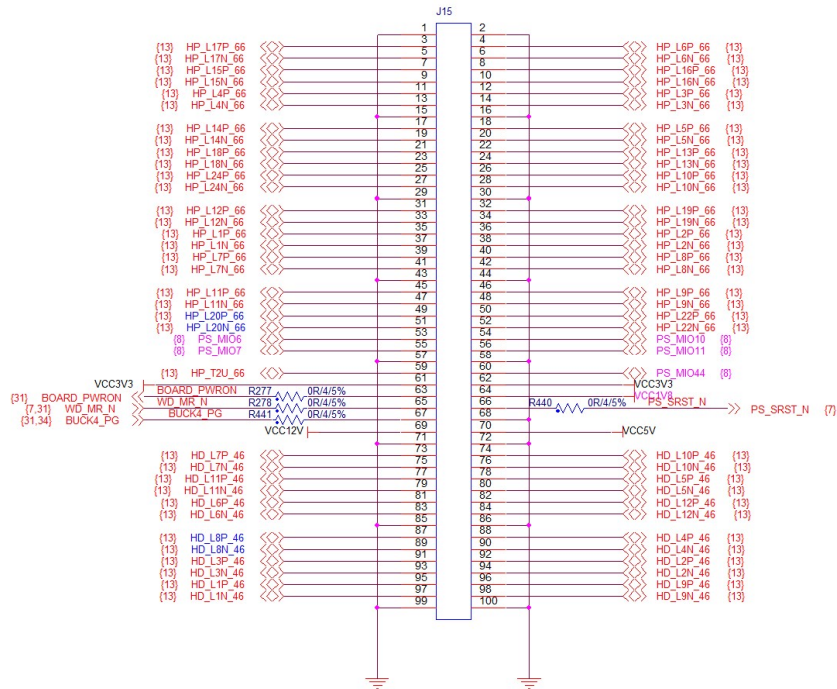 J15
1 2
3 4
{13} HP_L17P_66 5 6 HP_L6P_66 {13}
{13} HP_L17N_66 7 8 HP_L6N_66 {13}
{13} HP_L15P_66 9 10 HP_L16P_66 {13}
{13} HP_L15N_66 11 12 HP_L16N_66 {13}
{13} HP_L4P_66 13 14 HP_L3P_66 {13}
{13} HP_L4N_66 15 16 HP_L3N_66 {13}
17 18
{13} HP_L14P_66 19 20 HP_L5P_66 {13}
{13} HP_L14N_66 21 22 HP_L5N_66 {13}
{13} HP_L18P_66 23 24 HP_L13P_66 {13}
{13} HP_L18N_66 25 26 HP_L13N_66 {13}
{13} HP_L24P_66 27 28 HP_L10P_66 {13}
{13} HP_L24N_66 29 30 HP_L10N_66 {13}
31 32
{13} HP_L12P_66 33 34 HP_L19P_66 {13}
{13} HP_L12N_66 35 36 HP_L19N_66 {13}
{13} HP_L1P_66 37 38 HP_L2P_66 {13}
{13} HP_L1N_66 39 40 HP_L2N_66 {13}
{13} HP_L7P_66 41 42 HP_L8P_66 {13}
{13} HP_L7N_66 43 44 HP_L8N_66 {13}
45 46
{13} HP_L11P_66 47 48 HP_L9P_66 {13}
{13} HP_L11N_66 49 50 HP_L9N_66 {13}
{13} HP_L20P_66 51 52 HP_L22P_66 {13}
{13} HP_L20N_66 53 54 HP_L22N_66 {13}
{8} PS_MIO6 55 56 PS_MIO10 {8}
{8} PS_MIO7 57 58 PS_MIO11 {8}
59 60
{13} HP_T2U_66 61 62 PS_MIO44 {8}
VCC3V3 63 64 VCC3V3
{31} BOARD_PWRON BOARD_PWRON R277 0R/4/5% 65 66 VCC1V8
{7,31} WD_MR_N WD_MR_N R278 0R/4/5% 67 68 R440 0R/4/5% PS_SRST_N PS_SRST_N {7}
{31,34} BUCK4_PG BUCK4_PG R441 0R/4/5% 69 70
VCC12V 71 72 VCC5V
73 74
{13} HD_L7P_46 75 76 HD_L10P_46 {13}
{13} HD_L7N_46 77 78 HD_L10N_46 {13}
{13} HD_L11P_46 79 80 HD_L5P_46 {13}
{13} HD_L11N_46 81 82 HD_L5N_46 {13}
{13} HD_L6P_46 83 84 HD_L12P_46 {13}
{13} HD_L6N_46 85 86 HD_L12N_46 {13}
87 88
{13} HD_L8P_46 89 90 HD_L4P_46 {13}
{13} HD_L8N_46 91 92 HD_L4N_46 {13}
{13} HD_L3P_46 93 94 HD_L2P_46 {13}
{13} HD_L3N_46 95 96 HD_L2N_46 {13}
{13} HD_L1P_46 97 98 HD_L9P_46 {13}
{13} HD_L1N_46 99 100 HD_L9N_46 {13}